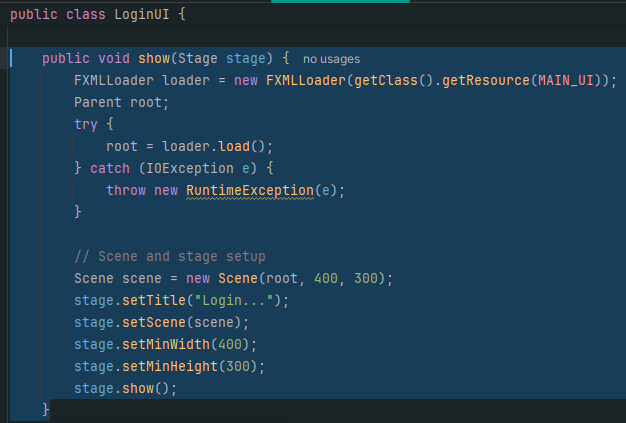 public class LoginUI {
    public void show(Stage stage) { no usages
        FXMLLoader loader = new FXMLLoader(getClass().getResource(MAIN_UI));
        Parent root;
        try {
            root = loader.load();
        } catch (IOException e) {
            throw new RuntimeException(e);
        }
        // Scene and stage setup
        Scene scene = new Scene(root, 400, 300);
        stage.setTitle("Login...");
        stage.setScene(scene);
        stage.setMinWidth(400);
        stage.setMinHeight(300);
        stage.show();
    }